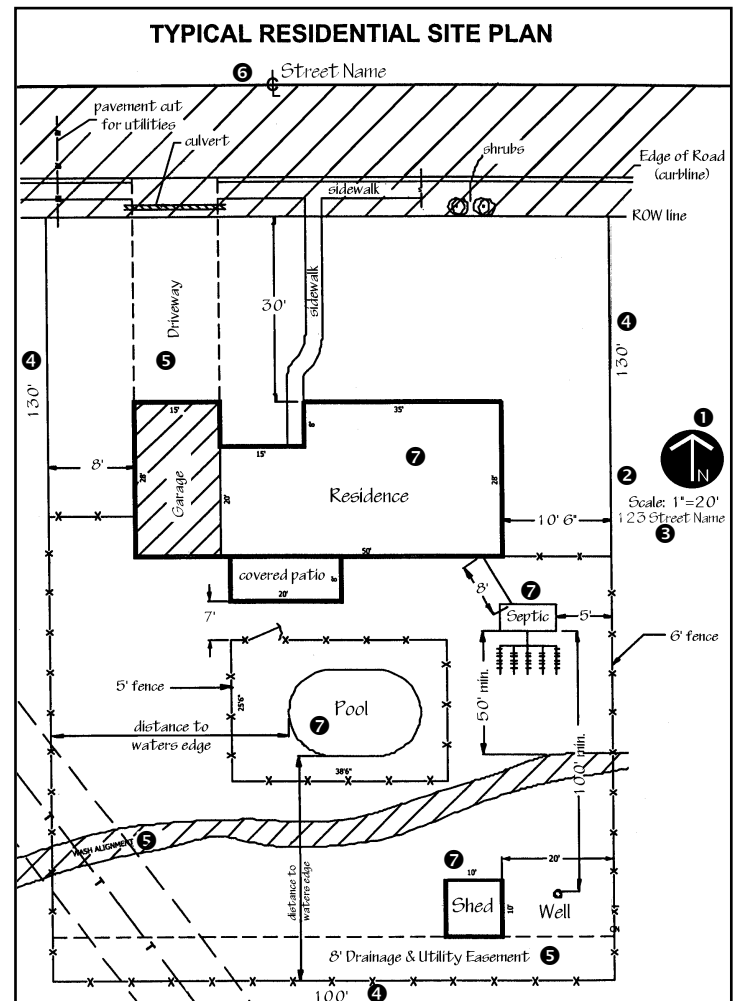 TYPICAL RESIDENTIAL SITE PLAN
6 Street Name
CL
pavement cut
for utilities
culvert
shrubs
Edge of Road
(curbline)
sidewalk
ROW line
Driveway
30'
sidewalk
5
4
130'
4
130'
1
N
2
Scale: 1"=20'
123 Street Name
3
15'
35'
8'
6'
15'
28'
Garage
20'
7
Residence
28'
10' 6"
50'
covered patio
20'
6'
8'
7
Septic
5'
7'
6' fence
5' fence
25'6"
Pool
7
50' min.
100' min.
distance to
waters edge
38'6"
WASH ALIGNMENT 5
T
T
T
distance to
waters edge
7
10'
20'
Shed
10'
Well
8' Drainage & Utility Easement 5
100' 4